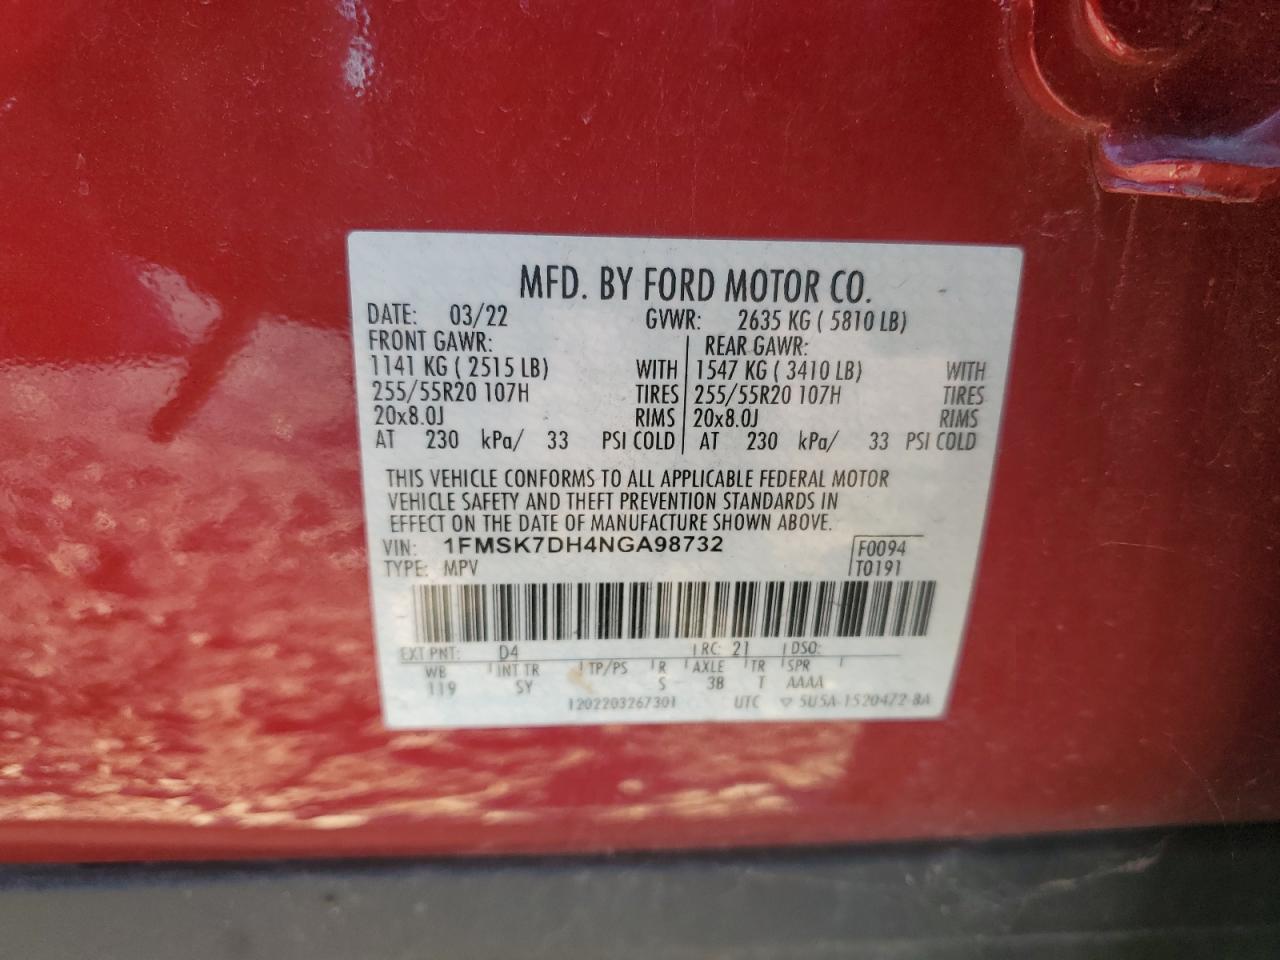 MFD. BY FORD MOTOR CO.
DATE: 03/22 GVWR: 2635 KG ( 5810 LB)
FRONT GAWR: REAR GAWR:
1141 KG ( 2515 LB) WITH 1547 KG ( 3410 LB) WITH
255/55R20 107H TIRES 255/55R20 107H TIRES
20x8.0J RIMS 20x8.0J RIMS
AT 230 kPa/ 33 PSI COLD AT 230 kPa/ 33 PSI COLD
THIS VEHICLE CONFORMS TO ALL APPLICABLE FEDERAL MOTOR
VEHICLE SAFETY AND THEFT PREVENTION STANDARDS IN
EFFECT ON THE DATE OF MANUFACTURE SHOWN ABOVE.
VIN: 1FMSK7DH4NGA98732 F0094
TYPE: MPV T0191
EXT PNT: D4 RC: 21 DSO:
WB INT TR TP/PS R AXLE TR SPR
119 SY S 3B T AAAA
1202203267301 UTC ▽ 5U5A-1520472-BA